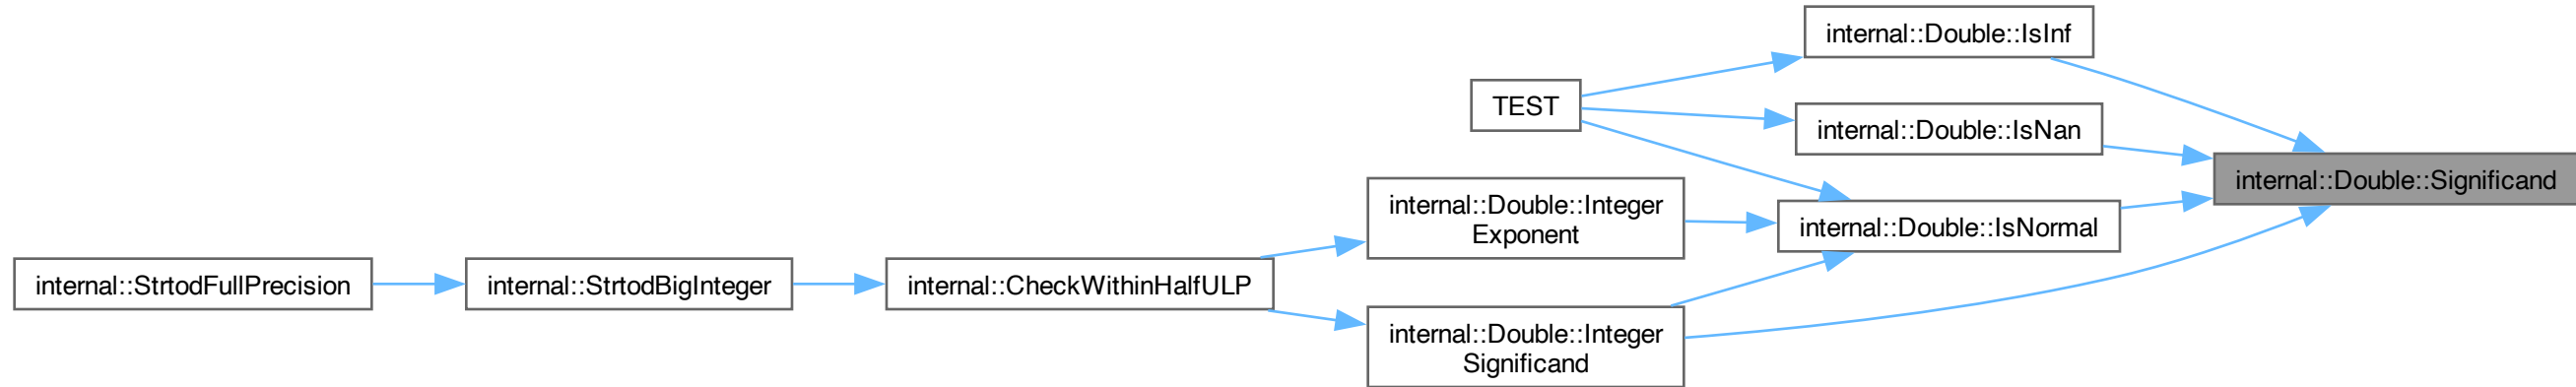 internal::Double::IsInf
TEST
internal::Double::IsNan
internal::Double::Significand
internal::Double::Integer
Exponent
internal::Double::IsNormal
internal::StrtodFullPrecision
internal::StrtodBigInteger
internal::CheckWithinHalfULP
internal::Double::Integer
Significand